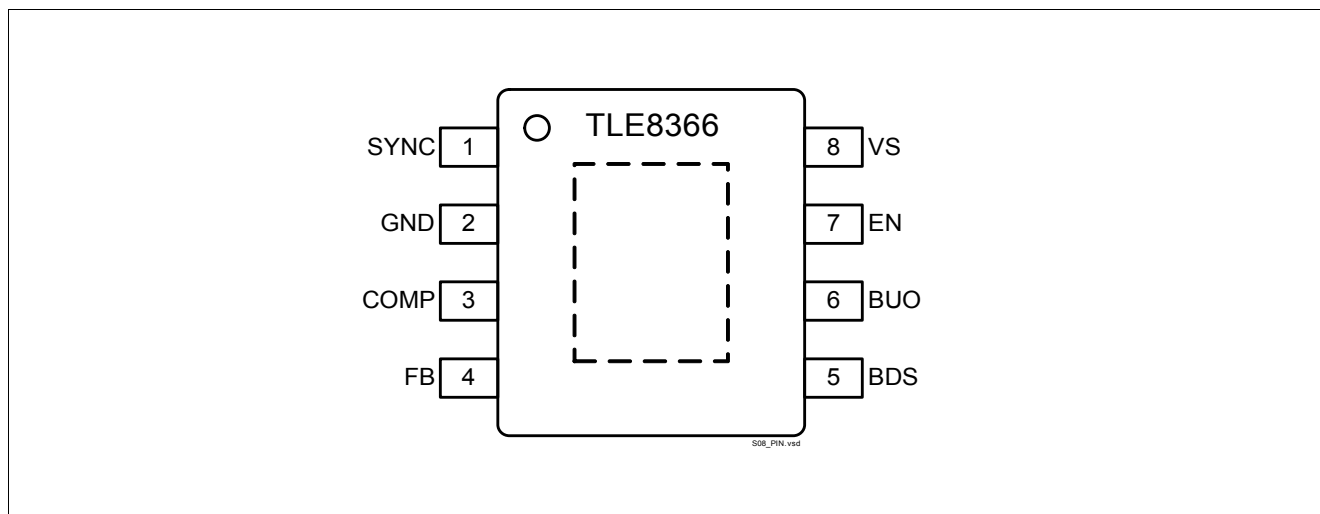 TLE8366
SYNC 1
8 VS
GND 2
7 EN
COMP 3
6 BUO
FB 4
5 BDS
S08_PIN.vsd